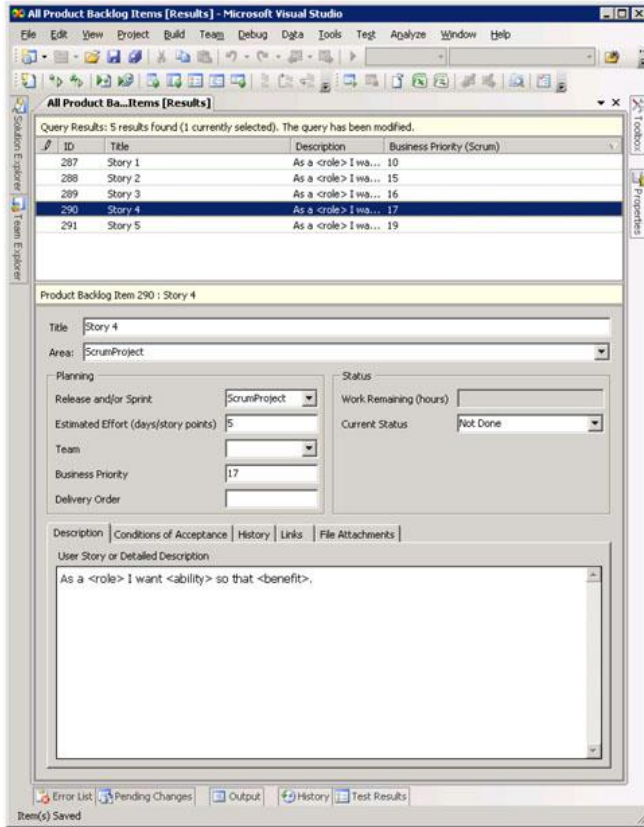 All Product Backlog Items [Results] - Microsoft Visual Studio
File Edit View Project Build Team Debug Data Tools Test Analyze Window Help
All Product Ba...Items [Results]
Query Results: 5 results found (1 currently selected). The query has been modified.
ID Title Description Business Priority (Scrum)
287 Story 1 As a <role> I wa... 10
288 Story 2 As a <role> I wa... 15
289 Story 3 As a <role> I wa... 16
290 Story 4 As a <role> I wa... 17
291 Story 5 As a <role> I wa... 19
Solution Explorer
Team Explorer
Toolbox
Properties
Product Backlog Item 290 : Story 4
Title Story 4
Area: ScrumProject
Planning Status
Release and/or Sprint ScrumProject Work Remaining (hours)
Estimated Effort (days/story points) 5 Current Status Not Done
Team
Business Priority 17
Delivery Order
Description Conditions of Acceptance History Links File Attachments
User Story or Detailed Description
As a <role> I want <ability> so that <benefit>.
Error List Pending Changes Output History Test Results
Item(s) Saved